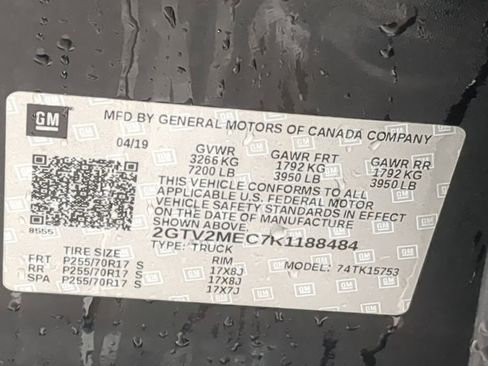 GM
MFD BY GENERAL MOTORS OF CANADA COMPANY
04/19 GVWR GAWR FRT GAWR RR
3266 KG 1792 KG 1792 KG
7200 LB 3950 LB 3950 LB
THIS VEHICLE CONFORMS TO ALL
APPLICABLE U.S. FEDERAL MOTOR
VEHICLE SAFETY STANDARDS IN EFFECT
ON THE DATE OF MANUFACTURE
SHOWN ABOVE.
8555 2GTV2MEC7K1188484
TYPE: TRUCK
TIRE SIZE RIM MODEL: 74TK15753
FRT P255/70R17 S 17X8J
RR P255/70R17 S 17X8J
SPA P255/70R17 S 17X7J